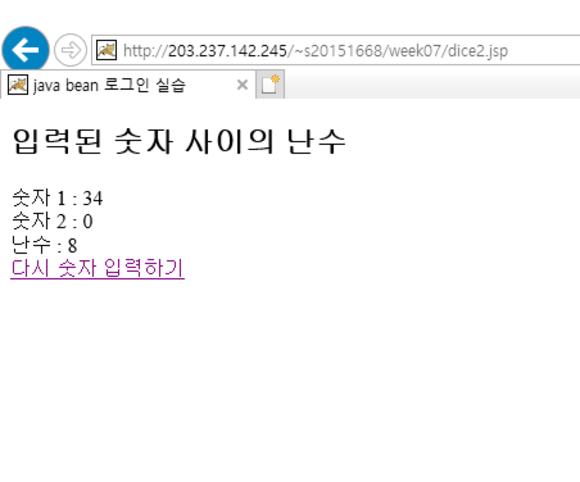 http://203.237.142.245/~s20151668/week07/dice2.jsp
java bean 로그인 실습
입력된 숫자 사이의 난수
숫자 1 : 34
숫자 2 : 0
난수 : 8
다시 숫자 입력하기